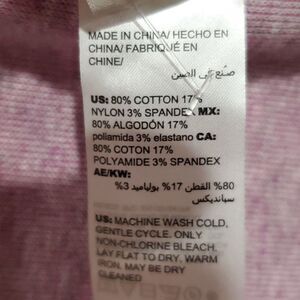 MADE IN CHINA/ HECHO EN
CHINA/ FABRIQUÉ EN
CHINE/
صنع في الصين
US: 80% COTTON 17%
NYLON 3% SPANDEX MX:
80% ALGODÓN 17%
poliamida 3% elastano CA:
80% COTON 17%
POLYAMIDE 3% SPANDEX
AE/KW:
80% القطن 17% بولياميد 3%
سبانديكس
US: MACHINE WASH COLD,
GENTLE CYCLE. ONLY
NON-CHLORINE BLEACH.
LAY FLAT TO DRY. WARM
IRON. MAY BE DRY
CLEANED